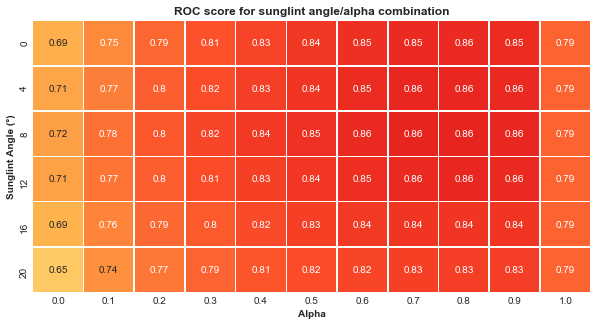 ROC score for sunglint angle/alpha combination
Sunglint Angle (°)
0 0.69 0.75 0.79 0.81 0.83 0.84 0.85 0.85 0.86 0.85 0.79
4 0.71 0.77 0.8 0.82 0.83 0.84 0.85 0.86 0.86 0.86 0.79
8 0.72 0.78 0.8 0.82 0.84 0.85 0.86 0.86 0.86 0.86 0.79
12 0.71 0.77 0.8 0.81 0.83 0.84 0.85 0.86 0.86 0.86 0.79
16 0.69 0.76 0.79 0.8 0.82 0.83 0.84 0.84 0.84 0.84 0.79
20 0.65 0.74 0.77 0.79 0.81 0.82 0.82 0.83 0.83 0.83 0.79
0.0 0.1 0.2 0.3 0.4 0.5 0.6 0.7 0.8 0.9 1.0
Alpha